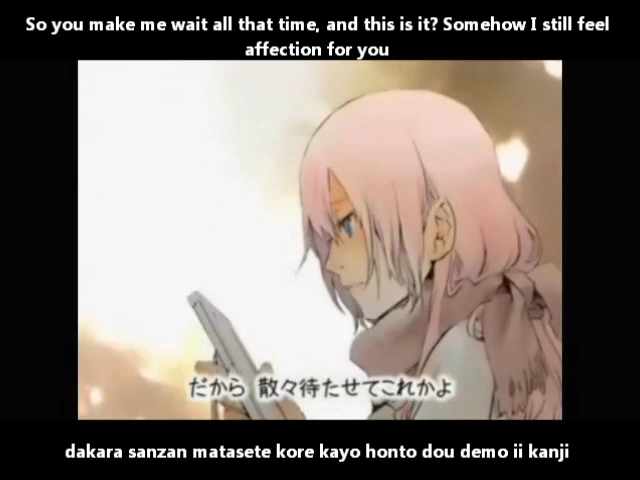 So you make me wait all that time, and this is it? Somehow I still feel
affection for you
だから 散々待たせてこれかよ
dakara sanzan matasete kore kayo honto dou demo ii kanji